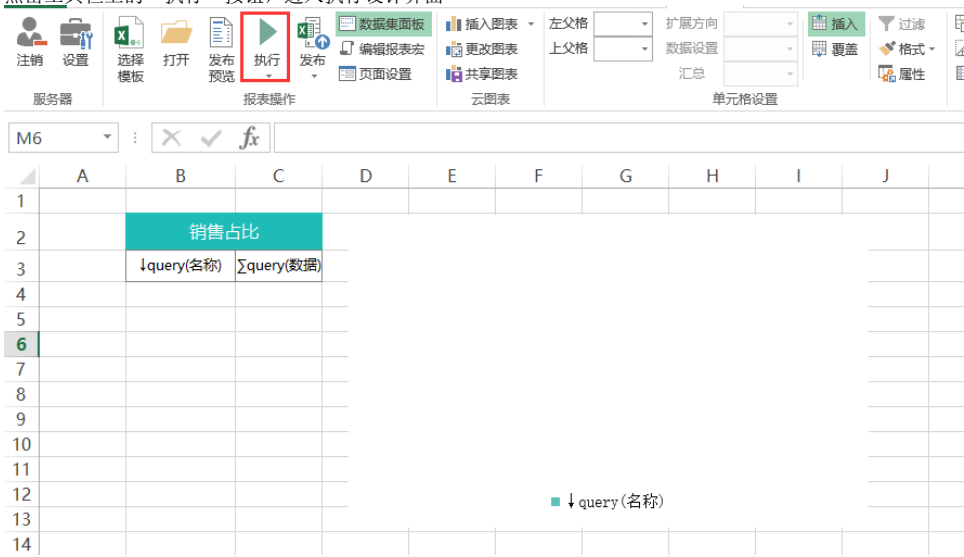 注销 设置 选择模板 打开 发布预览 执行 发布
数据集面板 插入图表 左父格 扩展方向 插入 过滤
编辑报表宏 更改图表 上父格 数据设置 覆盖 格式
页面设置 共享图表 汇总 属性
服务器 报表操作 云图表 单元格设置
M6 fx
A B C D E F G H I J
1
2 销售占比
3 ↓query(名称) ∑query(数据)
4
5
6
7
8
9
10
11
12 ↓query(名称)
13
14